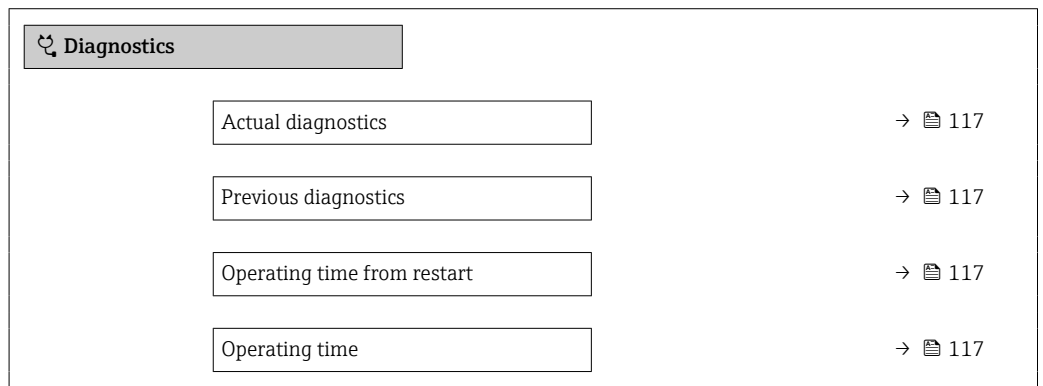 Diagnostics
Actual diagnostics → 117
Previous diagnostics → 117
Operating time from restart → 117
Operating time → 117